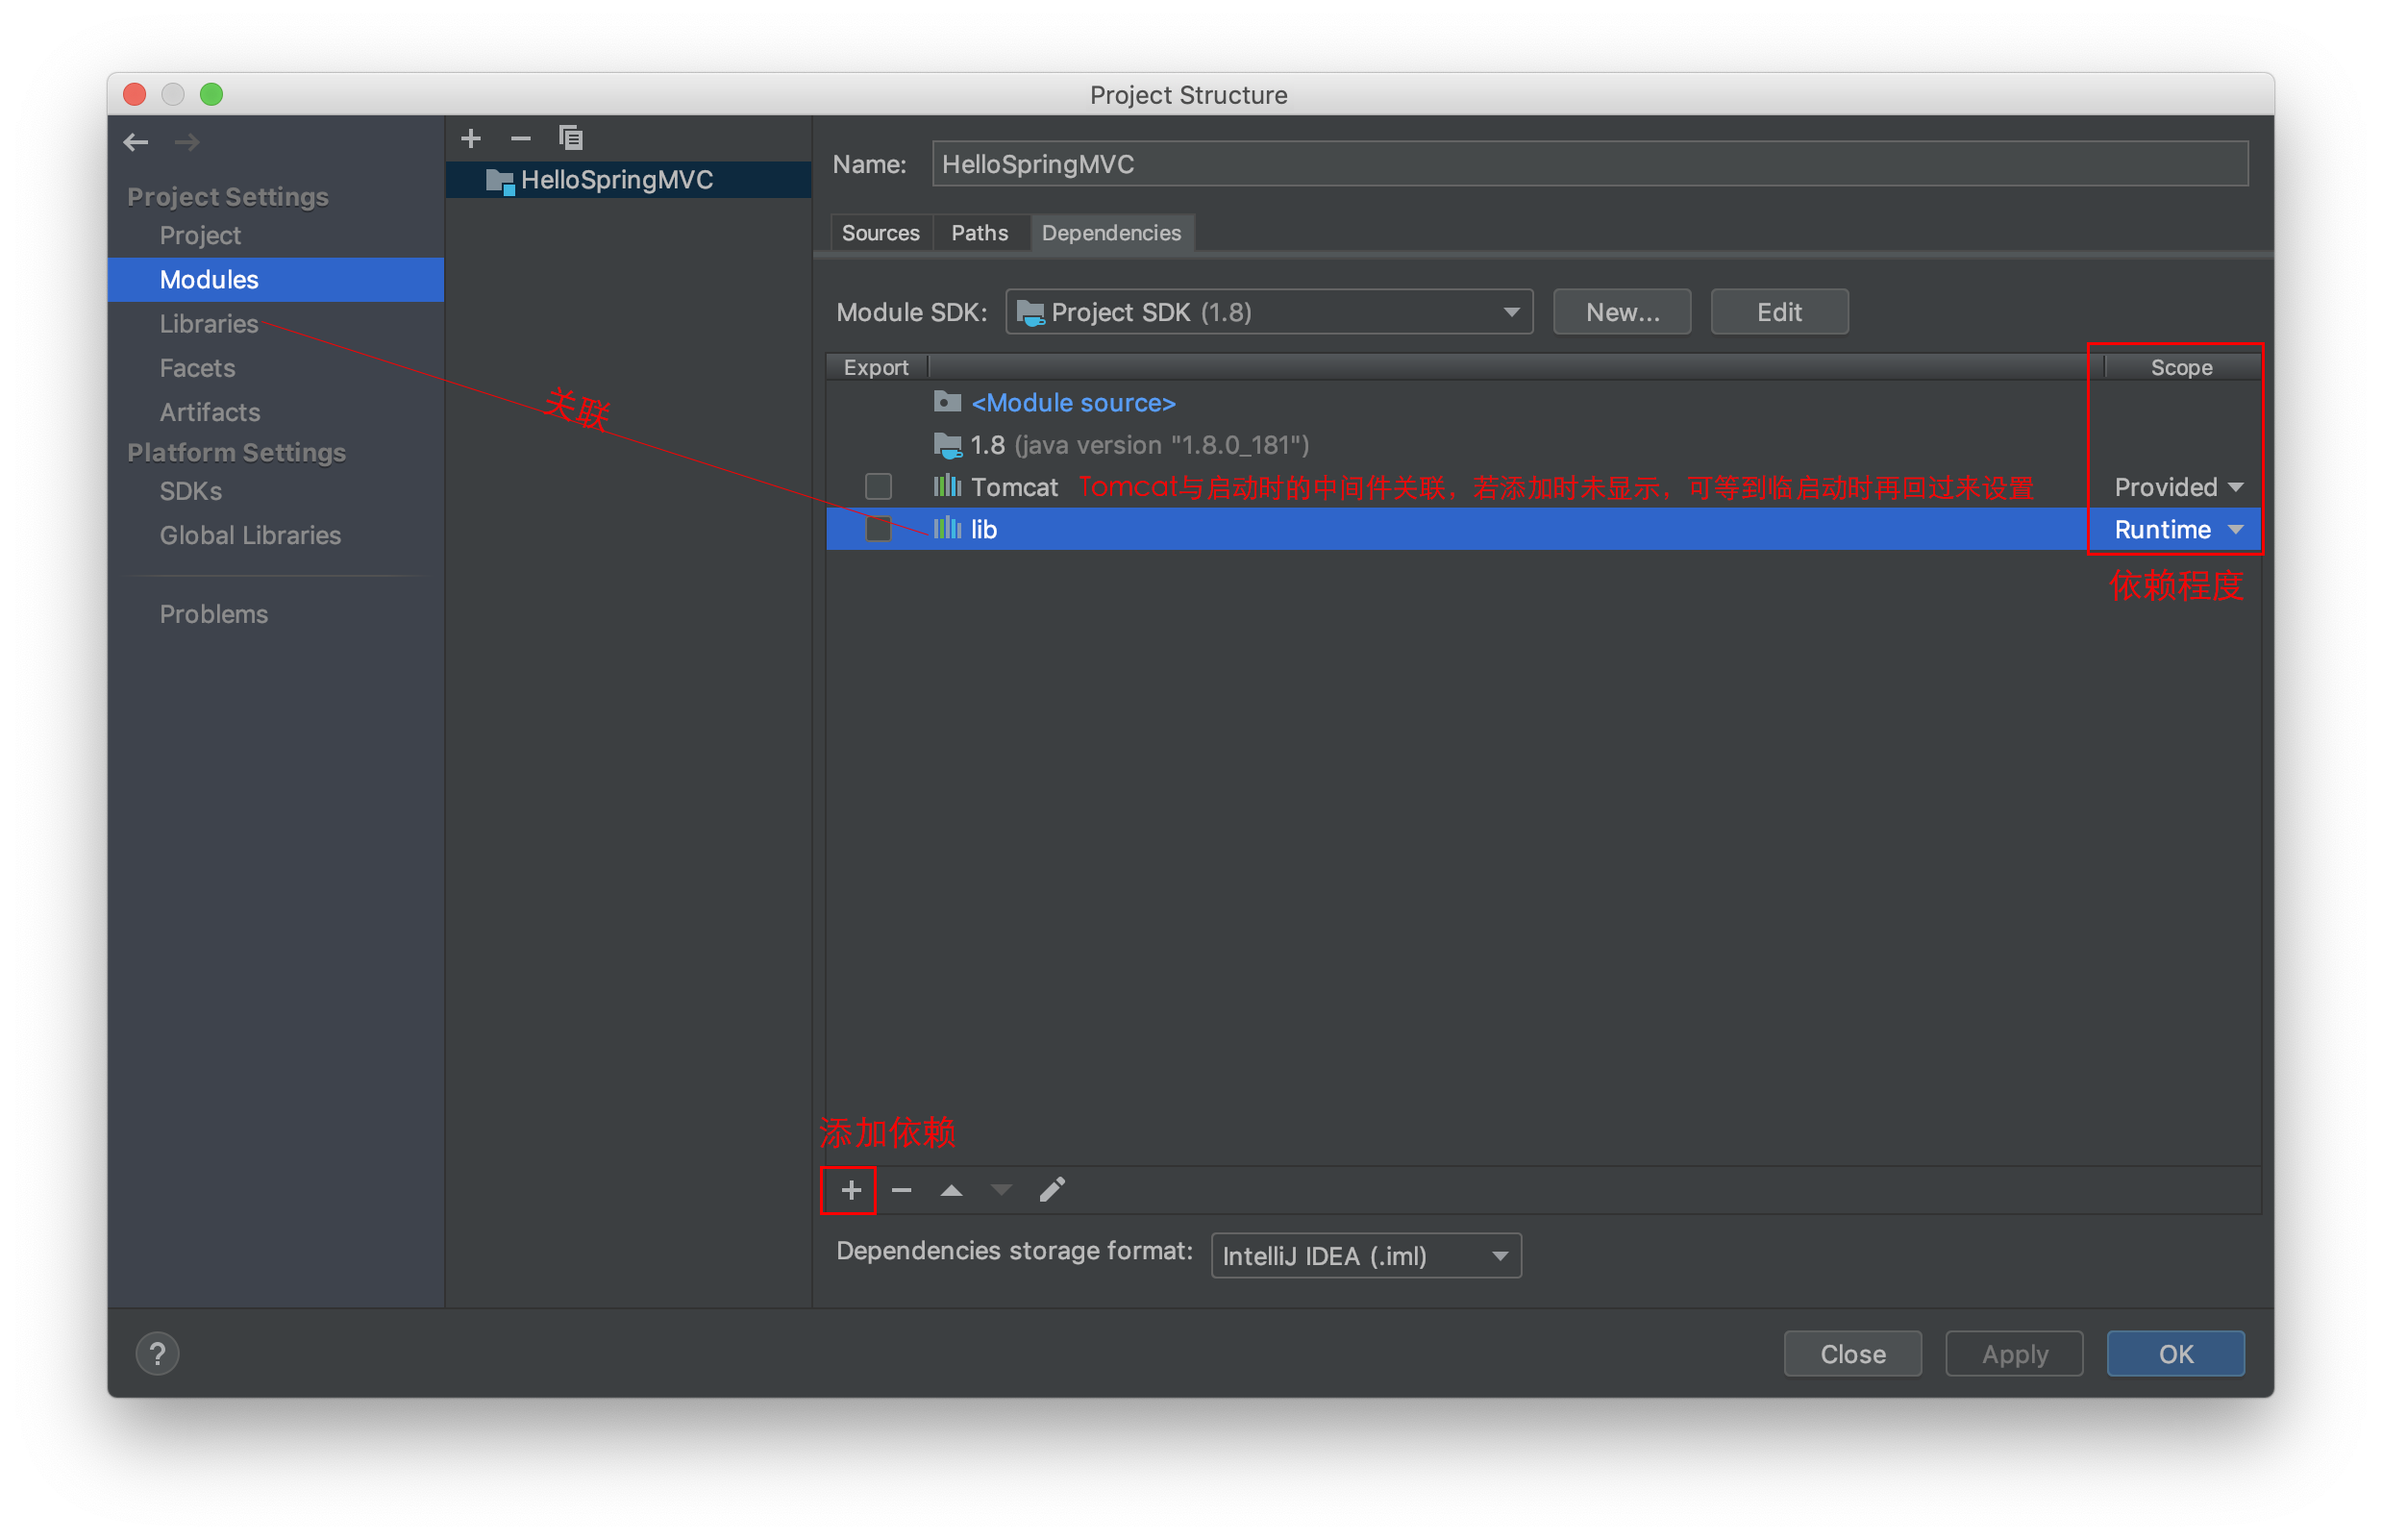 Project Structure
Project Settings
Project
Modules
Libraries
Facets
Artifacts
Platform Settings
SDKs
Global Libraries
Problems
HelloSpringMVC
关联
Name: HelloSpringMVC
Sources Paths Dependencies
Module SDK: Project SDK (1.8) New... Edit
Export Scope
<Module source>
1.8 (java version "1.8.0_181")
Tomcat Tomcat与启动时的中间件关联，若添加时未显示，可等到临启动时再回过来设置 Provided
lib Runtime
依赖程度
添加依赖
Dependencies storage format: IntelliJ IDEA (.iml)
? Close Apply OK